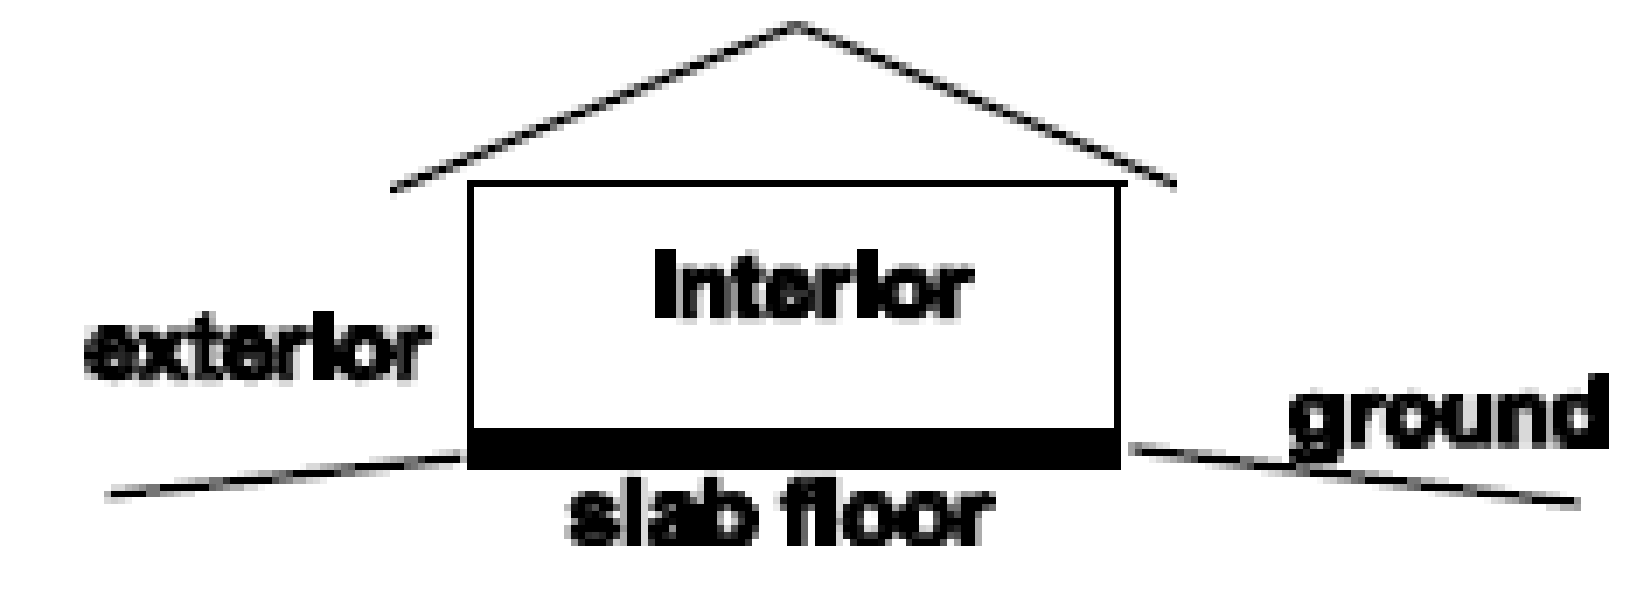 Interior
exterior
ground
slab floor